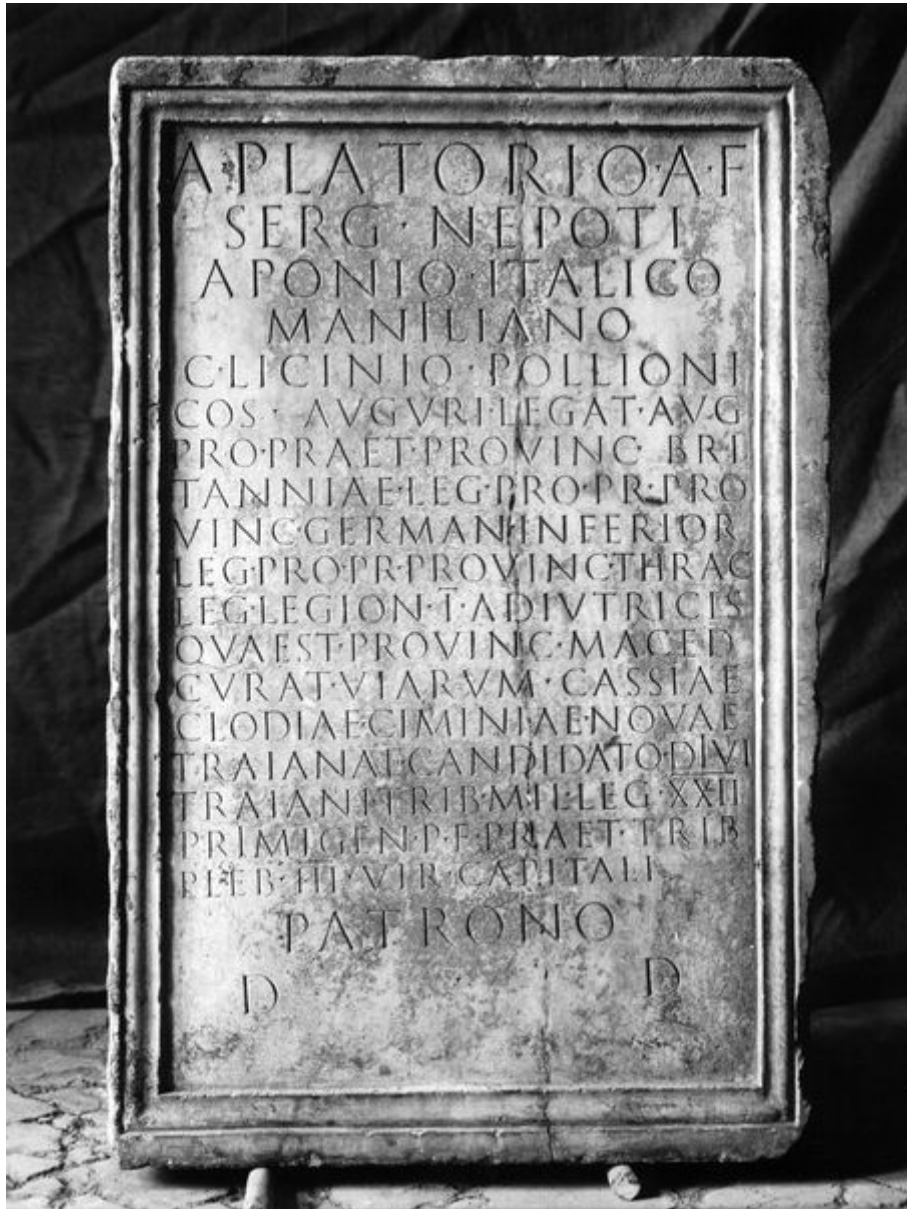 A PLATORIO·A·F
SERG·NEPOTI
APONIO·ITALICO
MANILIANO
C·LICINIO·POLLIONI
COS·AVGVRI·LEGAT·AVG
PRO·PRAET·PROVINC·BRI
TANNIAE·LEG·PRO·PR·PRO
VINC·GERMAN·INFERIOR
LEG·PRO·PR·PROVINC·THRAC
LEG·LEGION·I·ADIVTRICIS
QVAEST·PROVINC·MACED
CVRAT·VIARVM·CASSIAE
CLODIAE·CIMINIAE·NOVAE
TRAIANAE·CANDIDATO·DIVI
TRAIANI·TRIB·MIL·LEG·XXII
PRIMIGEN·P·F·PRAET·TRIB
PLEB·III·VIR·CAPITALI
PATRONO
D D